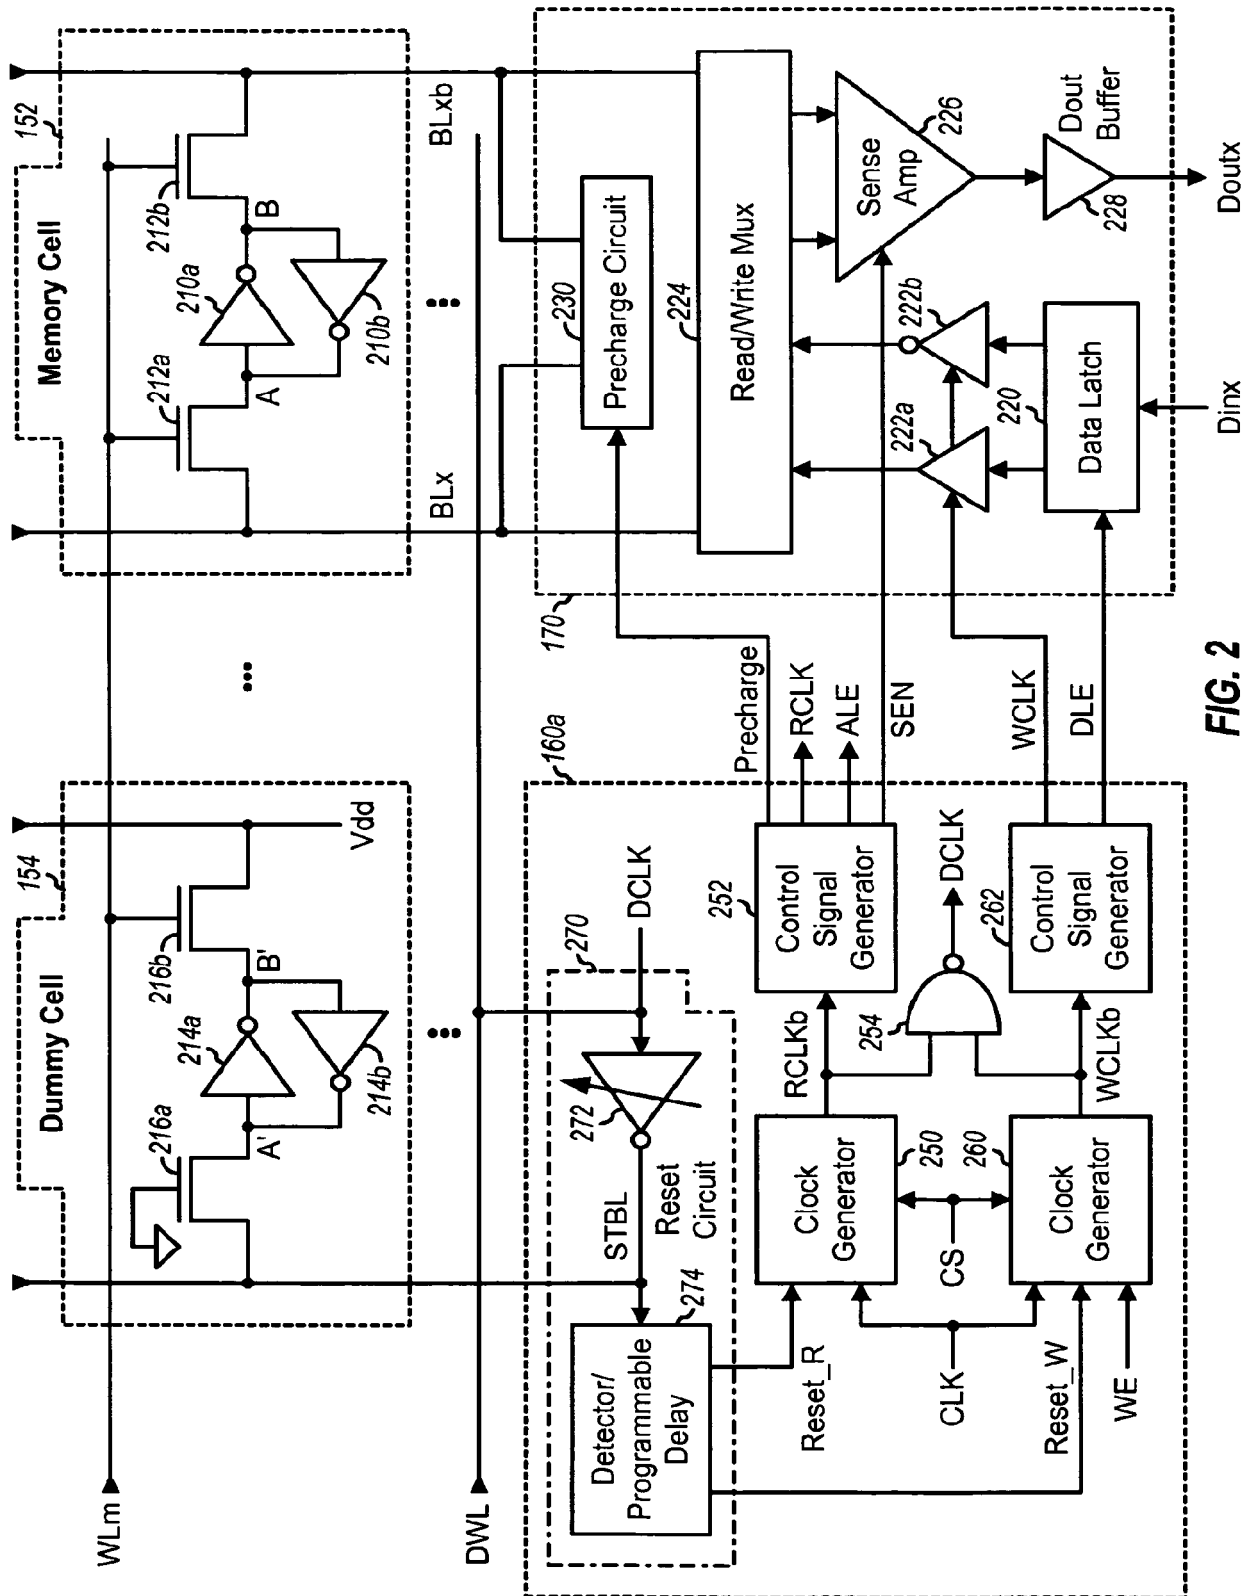 Dummy Cell
154
Memory Cell
152
WLm
216a
214a
216b
A'
B'
214b
Vdd
212a
210a
212b
A
B
210b
...
...
...
DWL
BLx
BLxb
160a
270
DCLK
272
STBL
Reset
Circuit
274
Detector/
Programmable
Delay
Reset_R
Reset_W
CLK
CS
WE
Clock
Generator
250
260
Clock
Generator
RCLKb
WCLKb
254
DCLK
252
Control
Signal
Generator
262
Control
Signal
Generator
Precharge
RCLK
ALE
SEN
WCLK
DLE
170
230
Precharge Circuit
224
Read/Write Mux
Sense
Amp
226
222a
222b
220
Data Latch
Dout
Buffer
228
Dinx
Doutx
FIG. 2